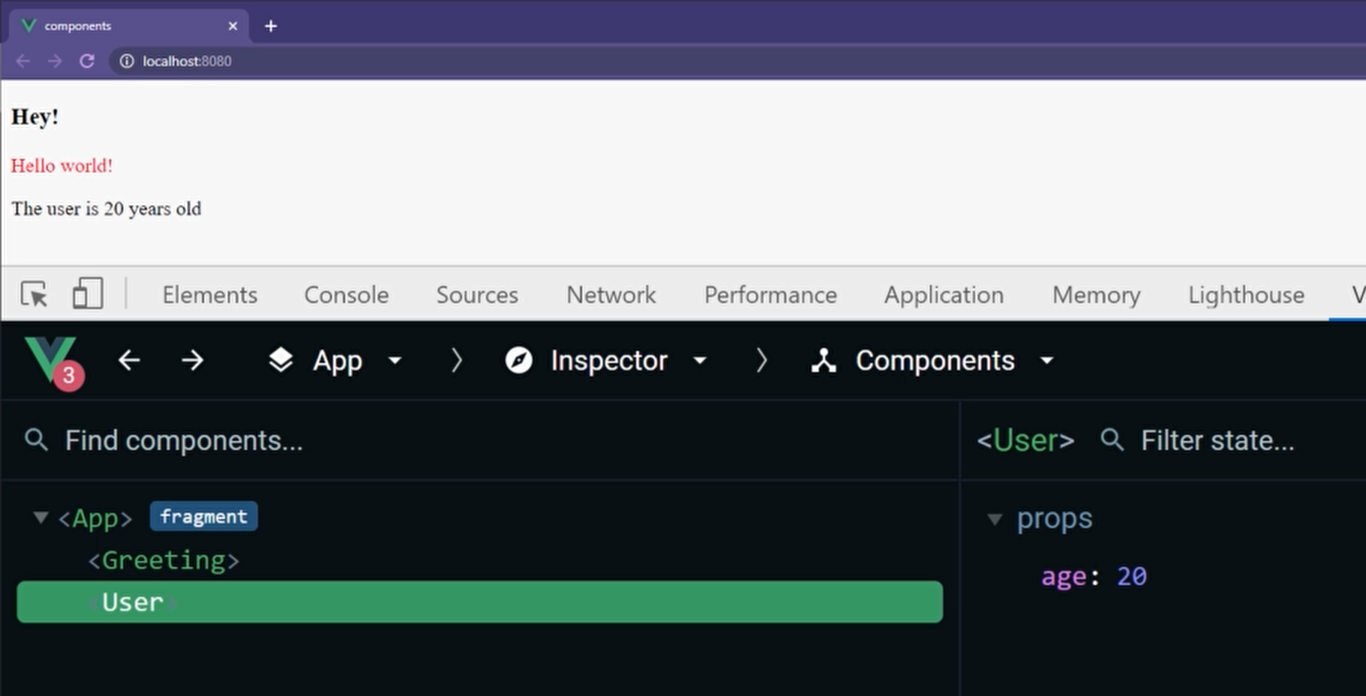 components
localhost:8080
Hey!
Hello world!
The user is 20 years old
Elements Console Sources Network Performance Application Memory Lighthouse V
3 App Inspector Components
Find components...
<User> Filter state...
<App> fragment
<Greeting>
<User>
props
age: 20